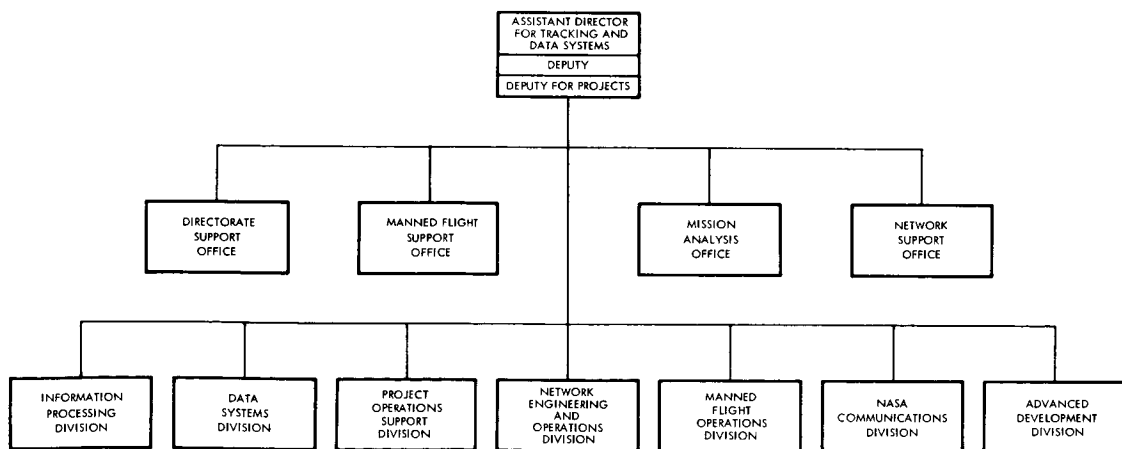 ASSISTANT DIRECTOR
FOR TRACKING AND
DATA SYSTEMS
DEPUTY
DEPUTY FOR PROJECTS
DIRECTORATE
SUPPORT
OFFICE
MANNED FLIGHT
SUPPORT
OFFICE
MISSION
ANALYSIS
OFFICE
NETWORK
SUPPORT
OFFICE
INFORMATION
PROCESSING
DIVISION
DATA
SYSTEMS
DIVISION
PROJECT
OPERATIONS
SUPPORT
DIVISION
NETWORK
ENGINEERING
AND
OPERATIONS
DIVISION
MANNED
FLIGHT
OPERATIONS
DIVISION
NASA
COMMUNICATIONS
DIVISION
ADVANCED
DEVELOPMENT
DIVISION